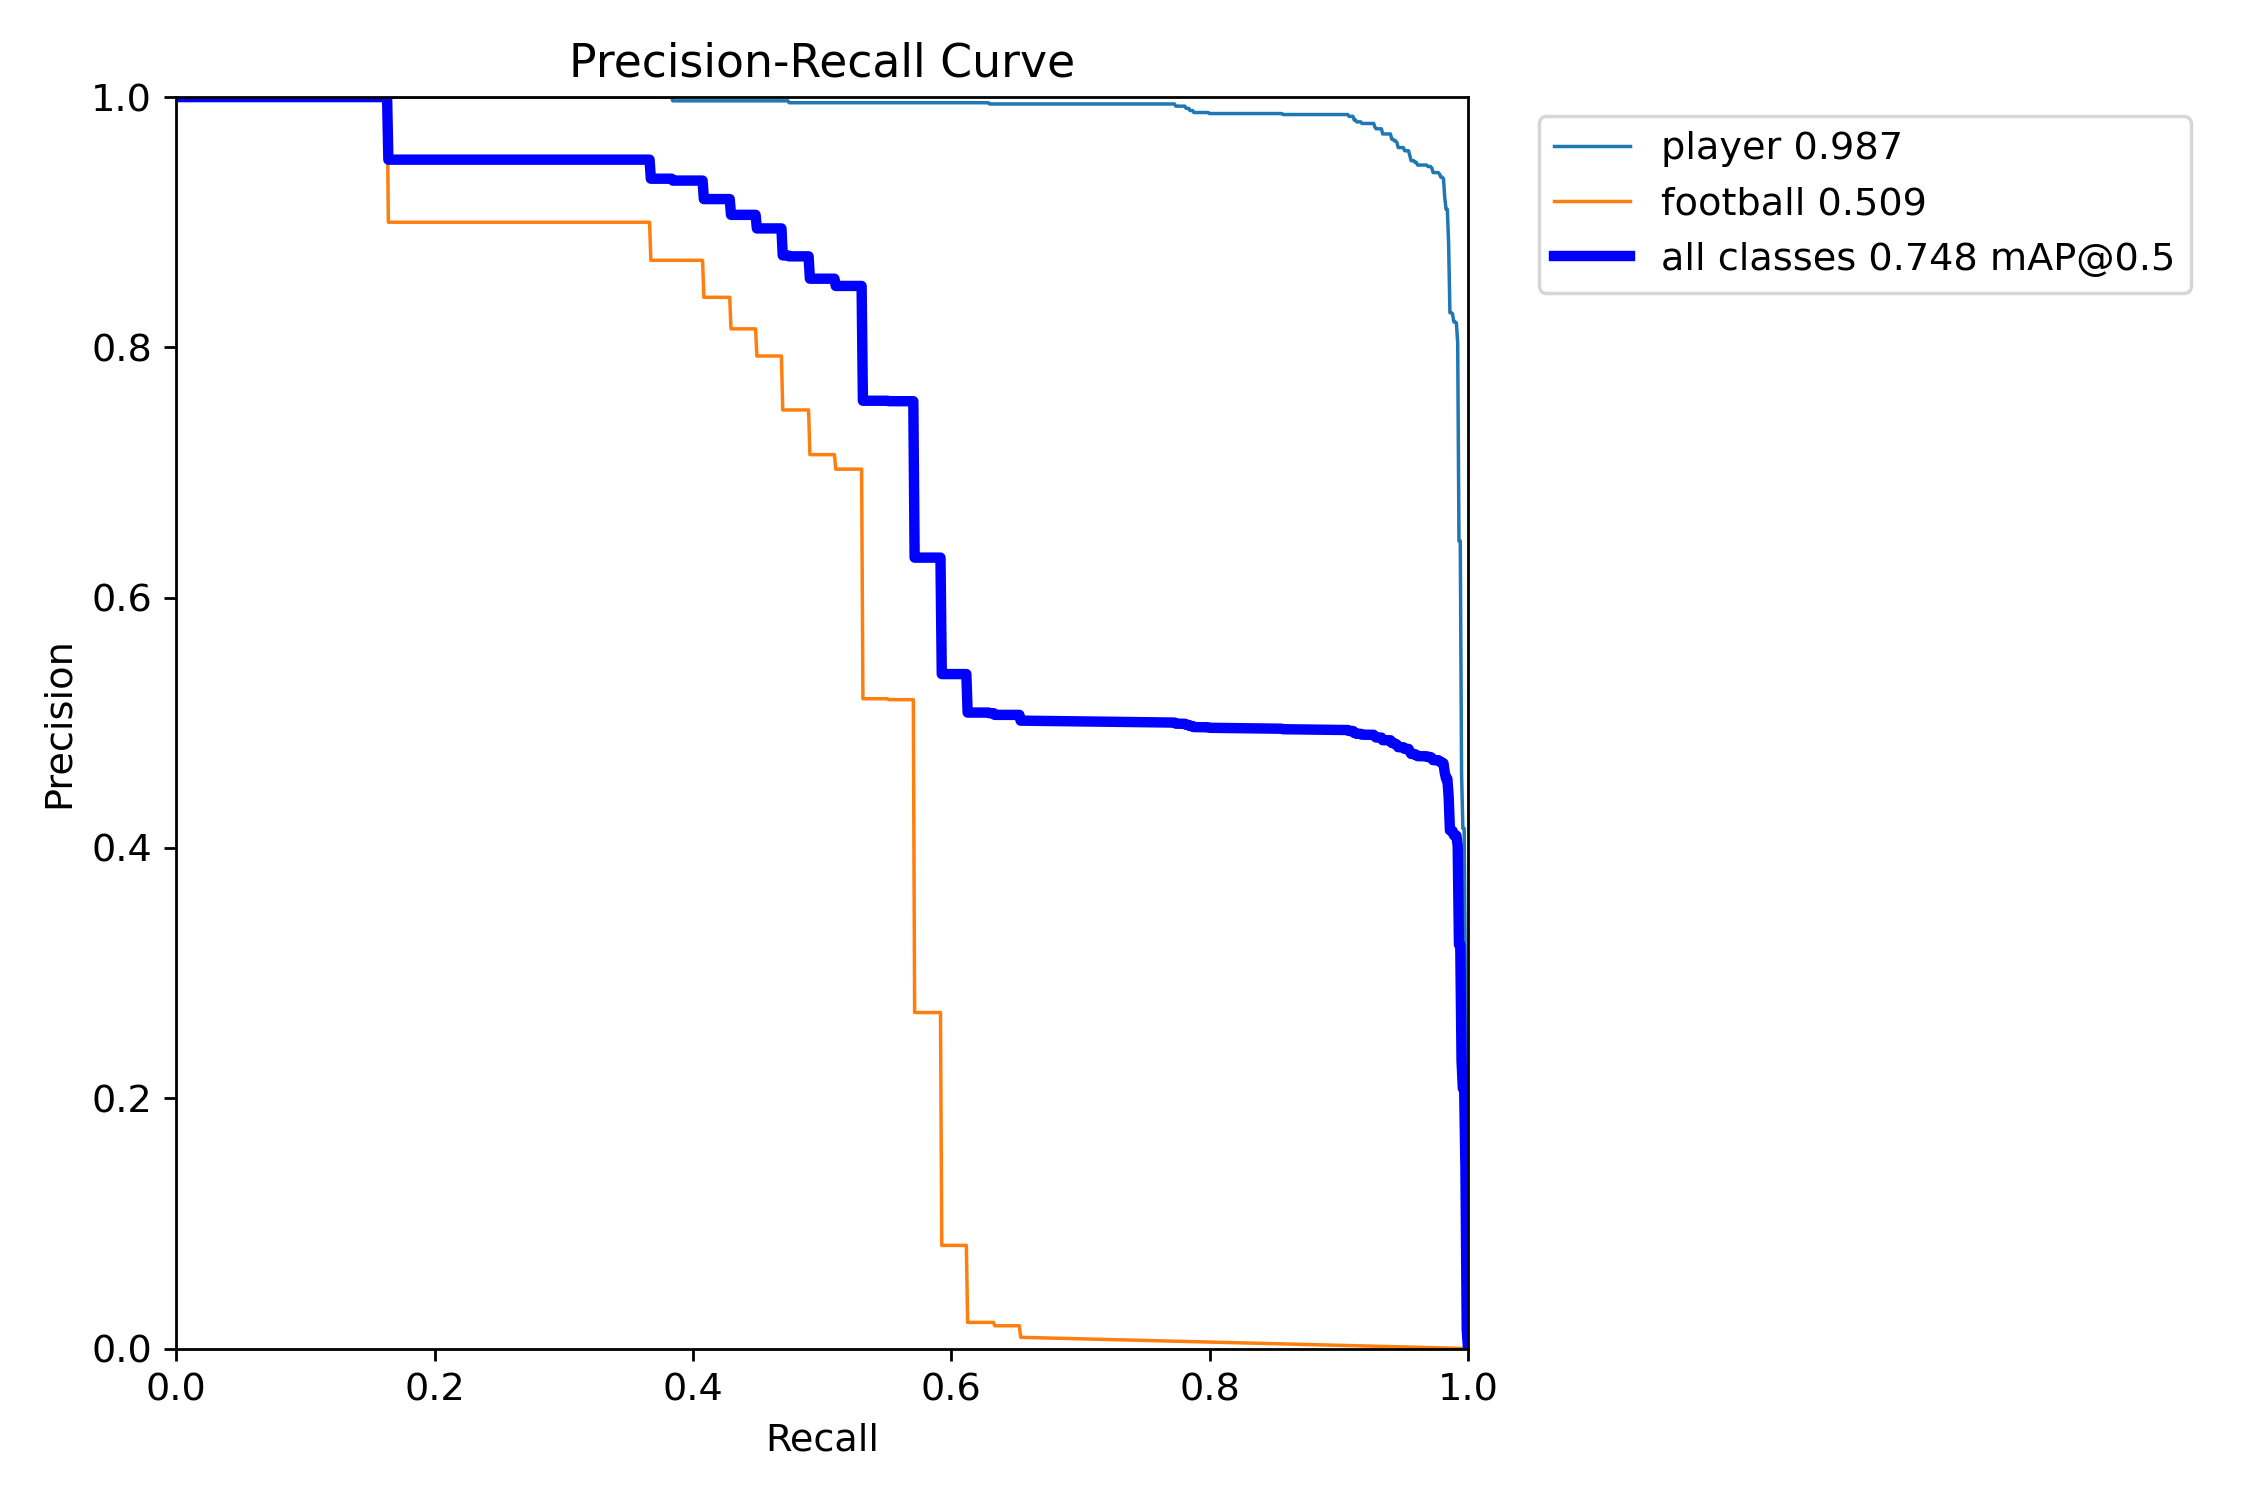 Precision-Recall Curve
1.0
0.8
0.6
0.4
0.2
0.0
Precision
0.0 0.2 0.4 0.6 0.8 1.0
Recall
player 0.987
football 0.509
all classes 0.748 mAP@0.5